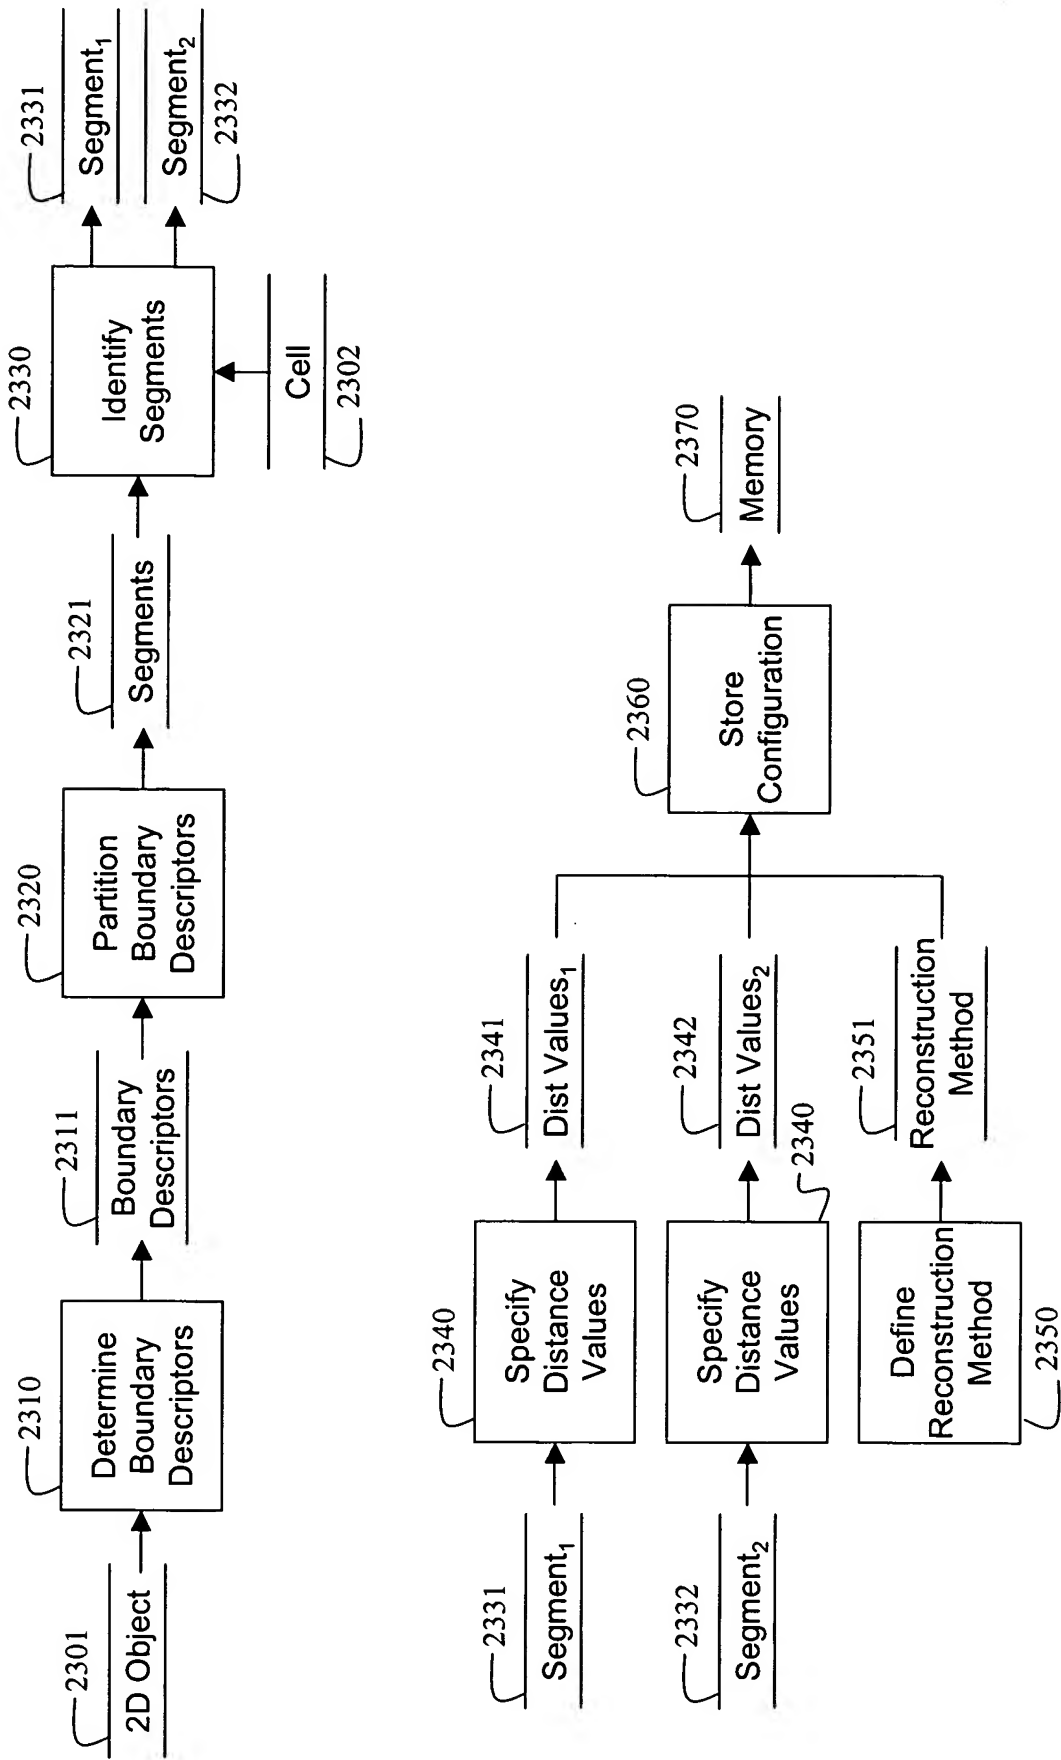 2301
2D Object
2310
Determine
Boundary
Descriptors
2311
Boundary
Descriptors
2320
Partition
Boundary
Descriptors
2321
Segments
2330
Identify
Segments
Cell
2302
2331
Segment₁
Segment₂
2332
2331
Segment₁
2340
Specify
Distance
Values
2341
Dist Values₁
2332
Segment₂
Specify
Distance
Values
2340
2342
Dist Values₂
Define
Reconstruction
Method
2350
2351
Reconstruction
Method
2360
Store
Configuration
2370
Memory